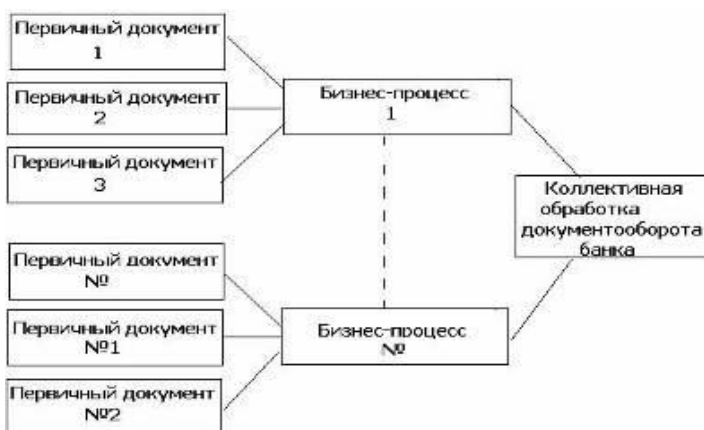 Первичный документ
1
Первичный документ
2
Первичный документ
3
Бизнес-процесс
1
Коллективная
обработка
документооборота
банка
Первичный документ
№
Первичный документ
№1
Первичный документ
№2
Бизнес-процесс
№